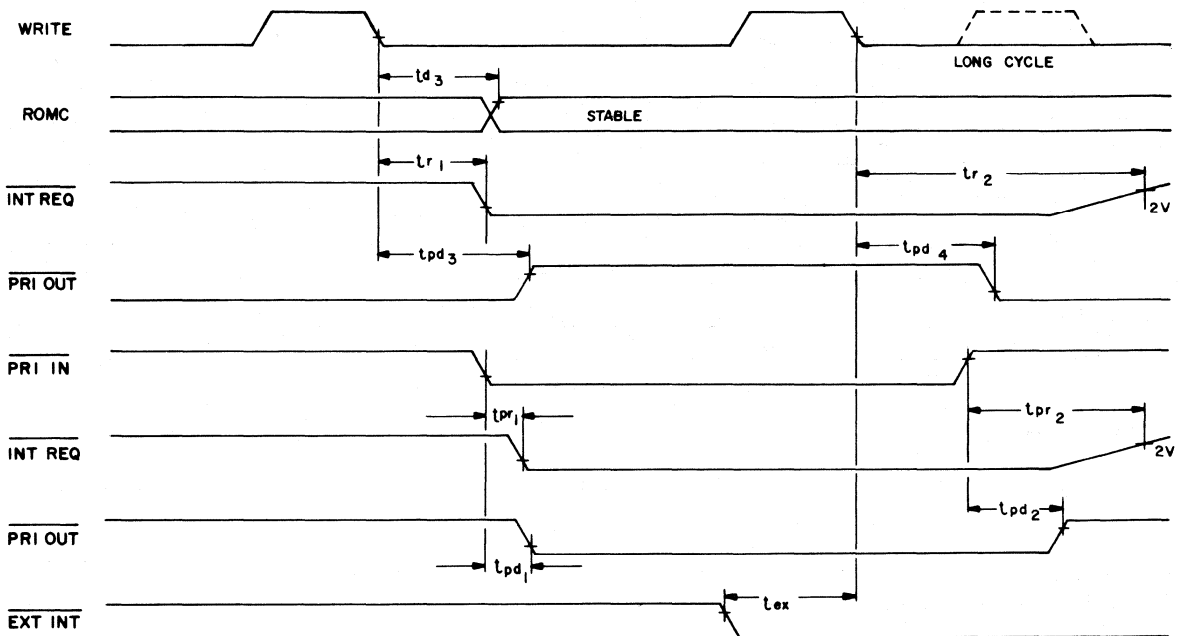 WRITE
LONG CYCLE
td3
ROMC
STABLE
tr1
INT REQ
tr2
2V
tpd3
tpd4
PRI OUT
PRI IN
tpr1
tpr2
INT REQ
2V
PRI OUT
tpd2
tpd1
tex
EXT INT